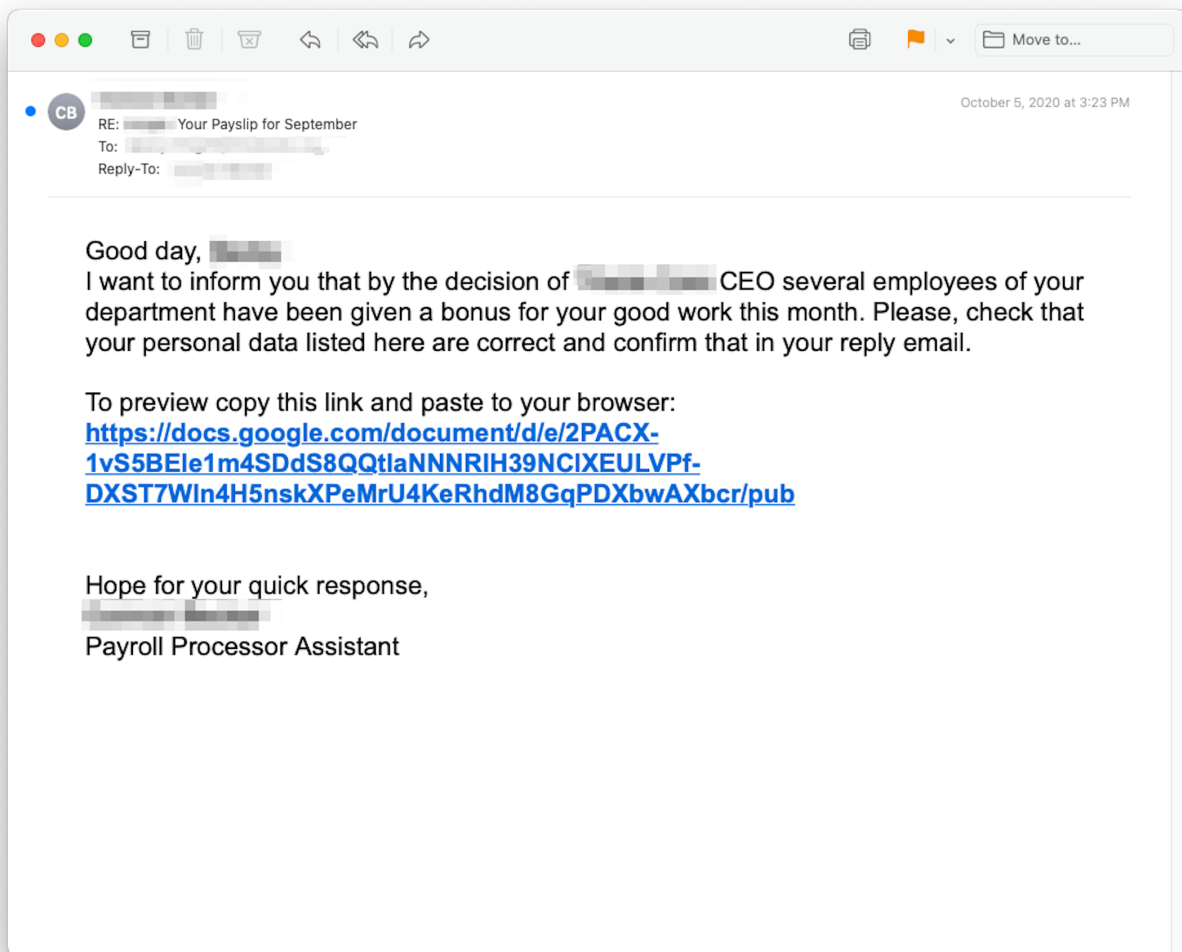 Move to...
CB
October 5, 2020 at 3:23 PM
RE: Your Payslip for September
To:
Reply-To:
Good day,
I want to inform you that by the decision of CEO several employees of your
department have been given a bonus for your good work this month. Please, check that
your personal data listed here are correct and confirm that in your reply email.
To preview copy this link and paste to your browser:
https://docs.google.com/document/d/e/2PACX-
1vS5BEle1m4SDdS8QQtlaNNNRlH39NClXEULVPf-
DXST7Wln4H5nskXPeMrU4KeRhdM8GqPDXbwAXbcr/pub
Hope for your quick response,
Payroll Processor Assistant